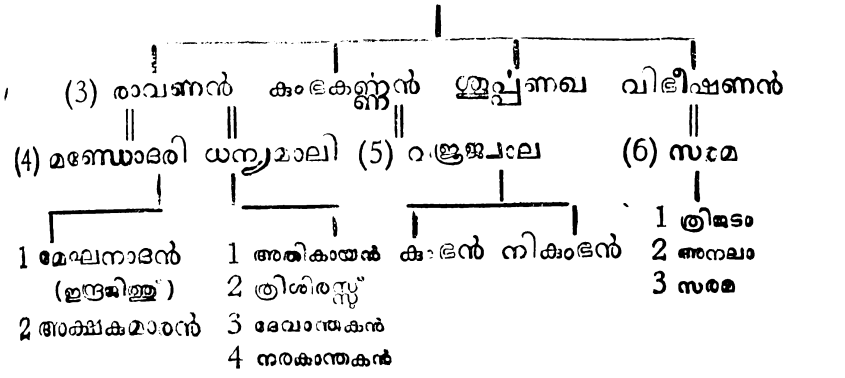 (3) രാവണൻ കുംഭകർണ്ണൻ ശൂർപ്പണഖ വിഭീഷണൻ
(4) മണ്ഡോദരി ധന്യമാലി (5) വജ്രജ്വാല (6) സരമ
1 മേഘനാദൻ 1 അതികായൻ കുംഭൻ നികുംഭൻ 1 ത്രിജടാ
(ഇന്ദ്രജിത്തു്) 2 ത്രിശിരസ്സ് 2 അനലാ
2 അക്ഷകുമാരൻ 3 ദേവാന്തകൻ 3 സരമ
4 നരകാന്തകൻ